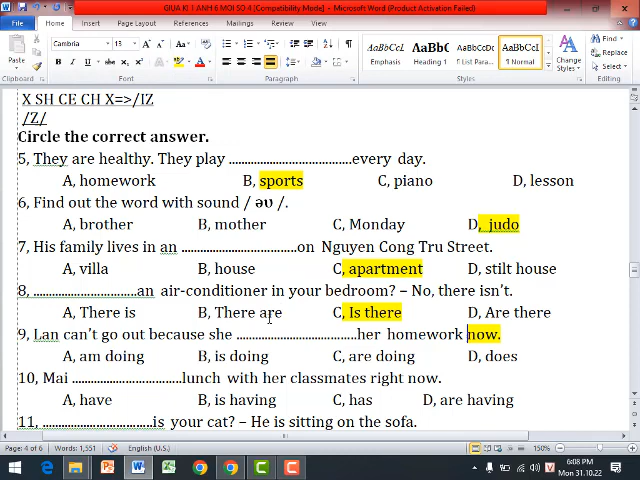 GIUA KI 1 ANH 6 MOI SO 4 [Compatibility Mode] - Microsoft Word (Product Activation Failed)
File Home Insert Page Layout References Mailings Review View PDF
Cambria 13
Paste
Clipboard Font Paragraph Styles Editing
AaBbCcL AaBbC AaBbCcDc AaBbCcI
Emphasis Heading 1 ¶ No Spac... ¶ Normal
Change Styles
Find
Replace
Select
X SH CE CH X=>/IZ
/Z/
Circle the correct answer.
5, They are healthy. They play ......................................every day.
A, homework B, sports C, piano D, lesson
6, Find out the word with sound / əʊ /.
A, brother B, mother C, Monday D, judo
7, His family lives in an ....................................on Nguyen Cong Tru Street.
A, villa B, house C, apartment D, stilt house
8, ................................an air-conditioner in your bedroom? – No, there isn't.
A, There is B, There are C, Is there D, Are there
9, Lan can't go out because she .....................................her homework now.
A, am doing B, is doing C, are doing D, does
10, Mai ..................................lunch with her classmates right now.
A, have B, is having C, has D, are having
11, ..................................is your cat? – He is sitting on the sofa.
Page: 4 of 6 Words: 1,551 English (U.S.) 150%
6:08 PM
Mon 31.10.22